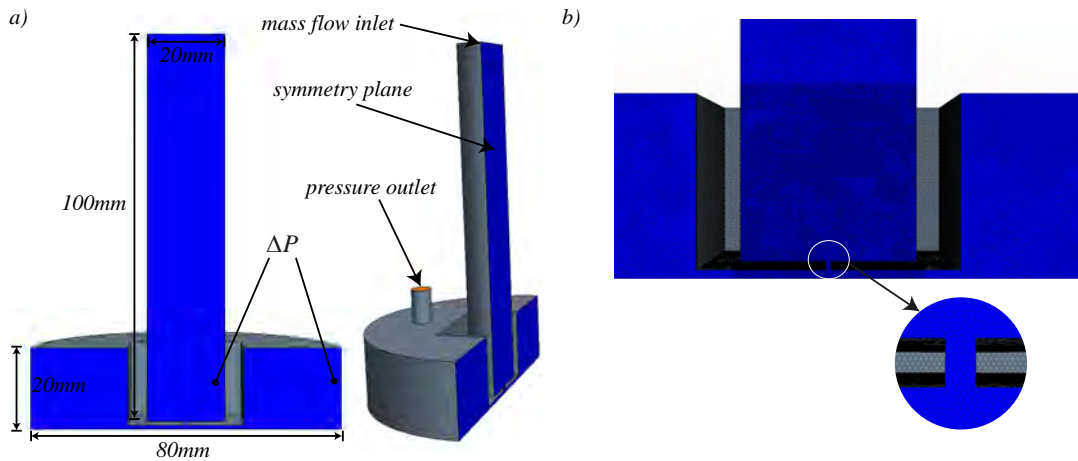 a)
20mm
100mm
ΔP
20mm
80mm
mass flow inlet
symmetry plane
pressure outlet
b)